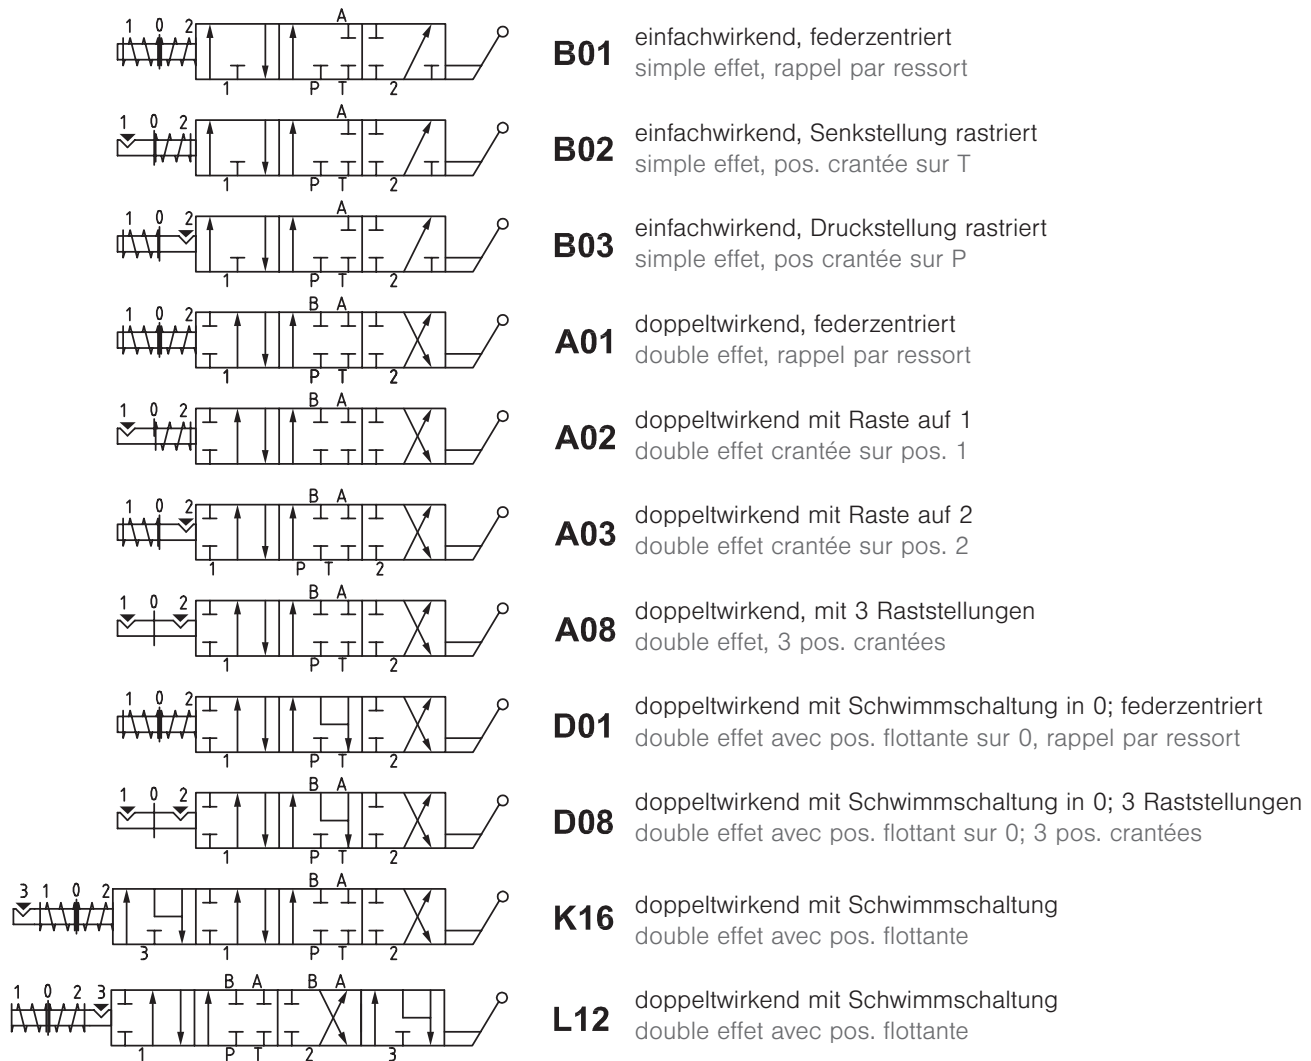 1 0 2 A
B01 einfachwirkend, federzentriert
simple effet, rappel par ressort
1 P T 2
1 0 2 A
B02 einfachwirkend, Senkstellung rastriert
simple effet, pos. crantée sur T
1 P T 2
1 0 2 A
B03 einfachwirkend, Druckstellung rastriert
simple effet, pos crantée sur P
1 P T 2
1 0 2 B A
A01 doppeltwirkend, federzentriert
double effet, rappel par ressort
1 P T 2
1 0 2 B A
A02 doppeltwirkend mit Raste auf 1
double effet crantée sur pos. 1
1 P T 2
1 0 2 B A
A03 doppeltwirkend mit Raste auf 2
double effet crantée sur pos. 2
1 P T 2
1 0 2 B A
A08 doppeltwirkend, mit 3 Raststellungen
double effet, 3 pos. crantées
1 P T 2
1 0 2 B A
D01 doppeltwirkend mit Schwimmschaltung in 0; federzentriert
double effet avec pos. flottante sur 0, rappel par ressort
1 P T 2
1 0 2 B A
D08 doppeltwirkend mit Schwimmschaltung in 0; 3 Raststellungen
double effet avec pos. flottant sur 0; 3 pos. crantées
1 P T 2
3 1 0 2 B A
K16 doppeltwirkend mit Schwimmschaltung
double effet avec pos. flottante
3 1 P T 2
1 0 2 3 B A B A
L12 doppeltwirkend mit Schwimmschaltung
double effet avec pos. flottante
1 P T 2 3